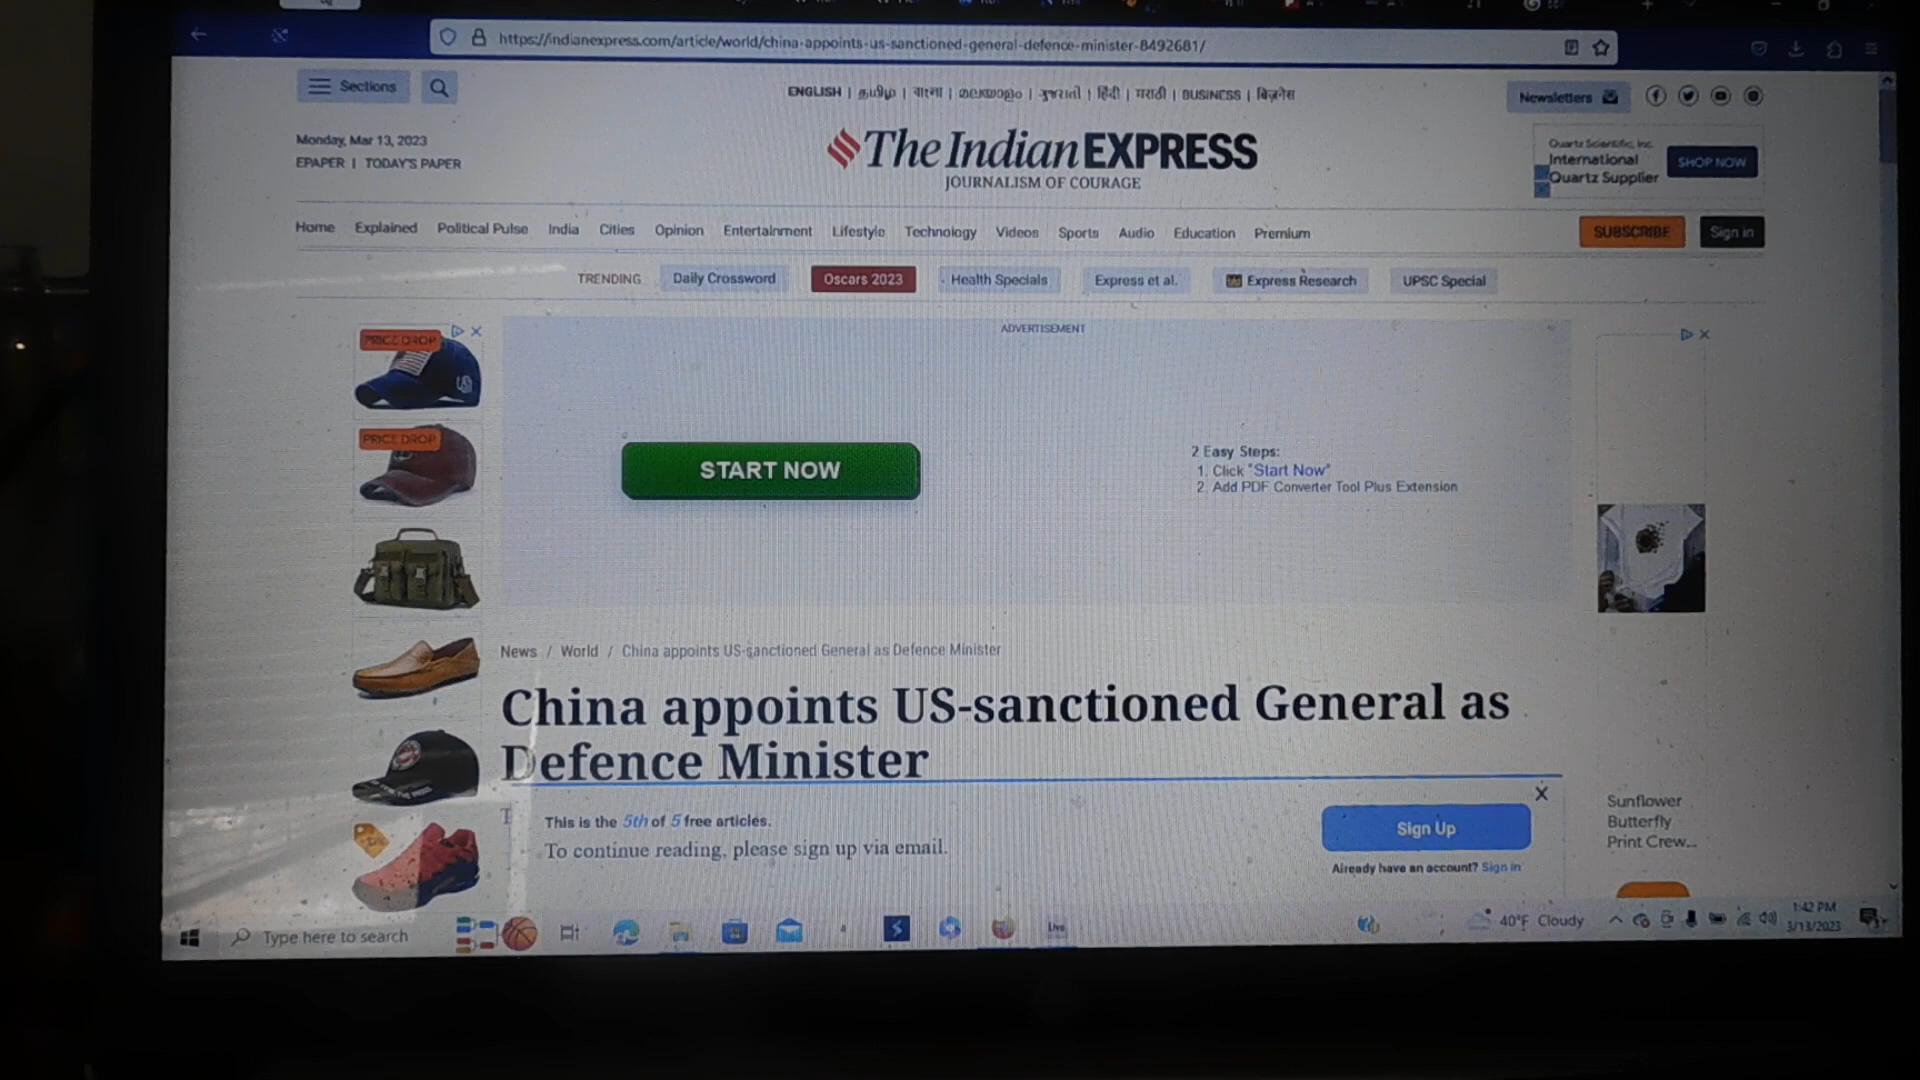 https://indianexpress.com/article/world/china-appoints-us-sanctioned-general-defence-minister-8492681/
Sections
ENGLISH | தமிழ் | বাংলা | മലയാളം | ગુજરાતી | हिंदी | मराठी | BUSINESS | बिज़नेस
Newsletters
Monday, Mar 13, 2023
EPAPER | TODAY'S PAPER
The Indian EXPRESS
JOURNALISM OF COURAGE
Quartz Scientific, Inc.
International
Quartz Supplier
SHOP NOW
Home Explained Political Pulse India Cities Opinion Entertainment Lifestyle Technology Videos Sports Audio Education Premium
SUBSCRIBE Sign in
TRENDING Daily Crossword Oscars 2023 Health Specials Express et al. Express Research UPSC Special
ADVERTISEMENT
PRICE DROP
PRICE DROP
START NOW
2 Easy Steps:
1. Click "Start Now"
2. Add PDF Converter Tool Plus Extension
News / World / China appoints US-sanctioned General as Defence Minister
China appoints US-sanctioned General as
Defence Minister
This is the 5th of 5 free articles.
To continue reading, please sign up via email.
Sign Up
Already have an account? Sign in
Sunflower
Butterfly
Print Crew...
Type here to search
40°F Cloudy
1:42 PM
3/13/2023